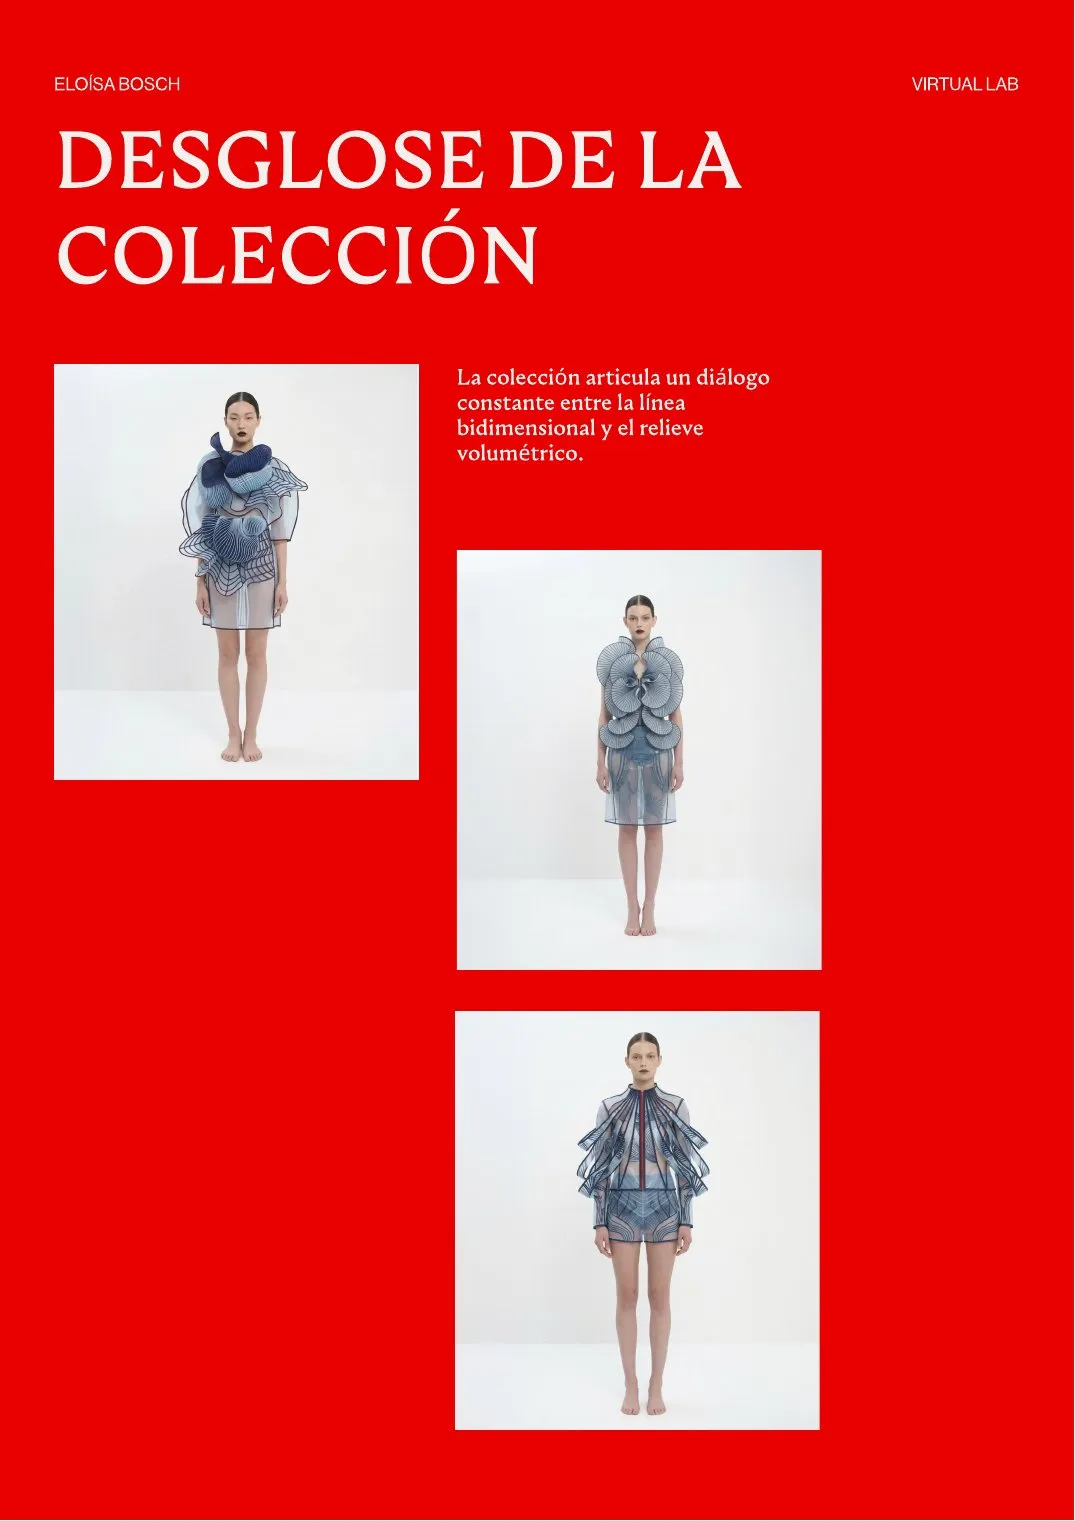 ELOÍSA BOSCH
VIRTUAL LAB
DESGLOSE DE LA
COLECCIÓN
La colección articula un diálogo
constante entre la línea
bidimensional y el relieve
volumétrico.